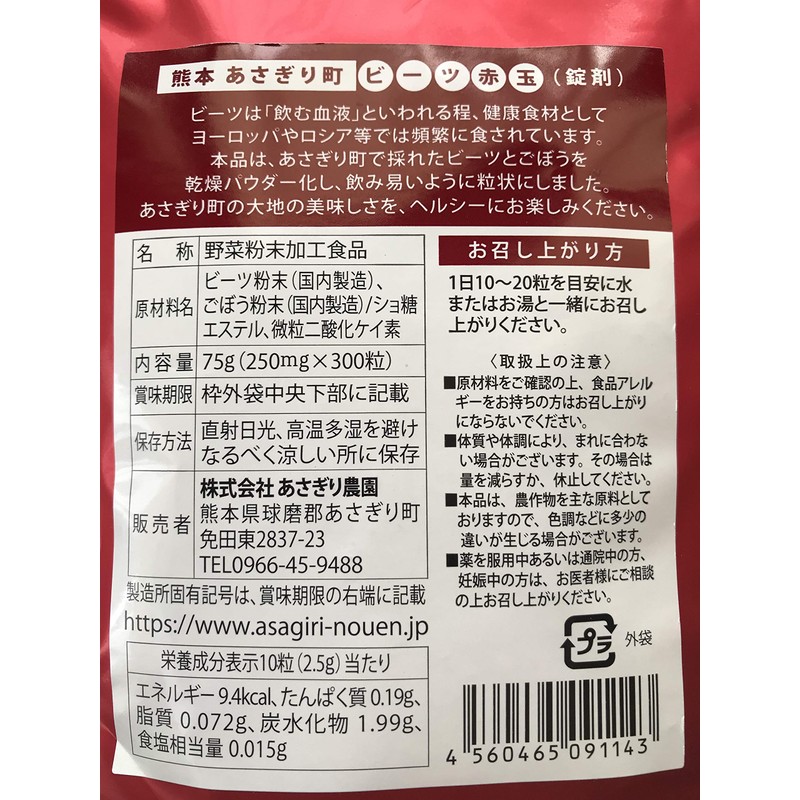 熊本 あさぎり町 ビーツ赤玉(錠剤)
ビーツは「飲む血液」といわれる程、健康食材として
ヨーロッパやロシア等では頻繁に食されています。
本品は、あさぎり町で採れたビーツとごぼうを
乾燥パウダー化し、飲み易いように粒状にしました。
あさぎり町の大地の美味しさを、ヘルシーにお楽しみください。
名 称 野菜粉末加工食品
原材料名 ビーツ粉末(国内製造)、
ごぼう粉末(国内製造)/ショ糖
エステル、微粒二酸化ケイ素
内容量 75g(250mg×300粒)
賞味期限 枠外袋中央下部に記載
保存方法 直射日光、高温多湿を避け
なるべく涼しい所に保存
販売者 株式会社 あさぎり農園
熊本県球磨郡あさぎり町
免田東2837-23
TEL0966-45-9488
製造所固有記号は、賞味期限の右端に記載
https://www.asagiri-nouen.jp
栄養成分表示10粒(2.5g)当たり
エネルギー 9.4kcal、たんぱく質 0.19g、
脂質 0.072g、炭水化物 1.99g、
食塩相当量 0.015g
お召し上がり方
1日10〜20粒を目安に水
またはお湯と一緒にお召し
上がりください。
〈取扱上の注意〉
■原材料をご確認の上、食品アレル
ギーをお持ちの方はお召し上がり
にならないでください。
■体質や体調により、まれに合わな
い場合がございます。その場合は
量を減らすか、休止してください。
■本品は、農作物を主な原料として
おりますので、色調などに多少の
違いが生じる場合がございます。
■薬を服用中あるいは通院中の方、
妊娠中の方は、お医者様にご相談
の上お召し上がりください。
プラ 外袋
4 560465 091143